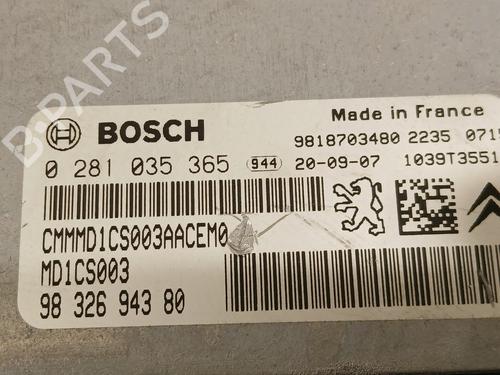 B-PARTS
BOSCH
Made in France
0 281 035 365
944
9818703480 2235
20-09-07 1039T3551
CMMMD1CS003AACEM0
MD1CS003
98 326 943 80